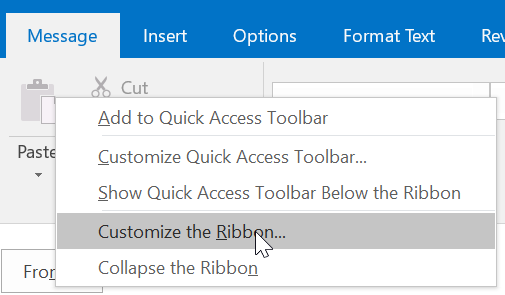 Message Insert Options Format Text Rev
Cut
Add to Quick Access Toolbar
Paste
Customize Quick Access Toolbar...
Show Quick Access Toolbar Below the Ribbon
Customize the Ribbon...
Collapse the Ribbon
Fro